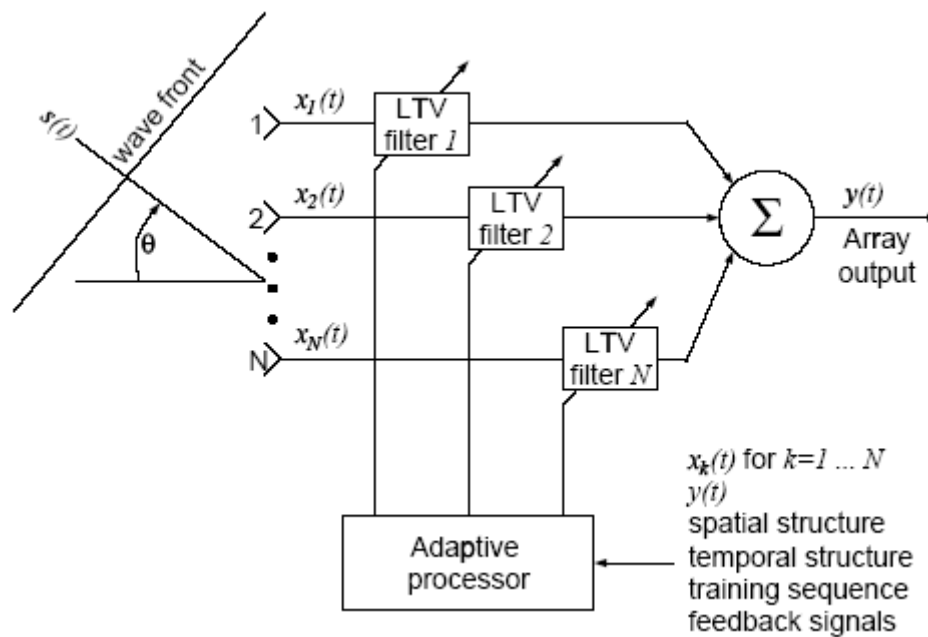 s(t)
wave front
θ
1
x1(t)
LTV
filter 1
2
x2(t)
LTV
filter 2
N
xN(t)
LTV
filter N
Σ
y(t)
Array
output
Adaptive
processor
xk(t) for k=1 ... N
y(t)
spatial structure
temporal structure
training sequence
feedback signals